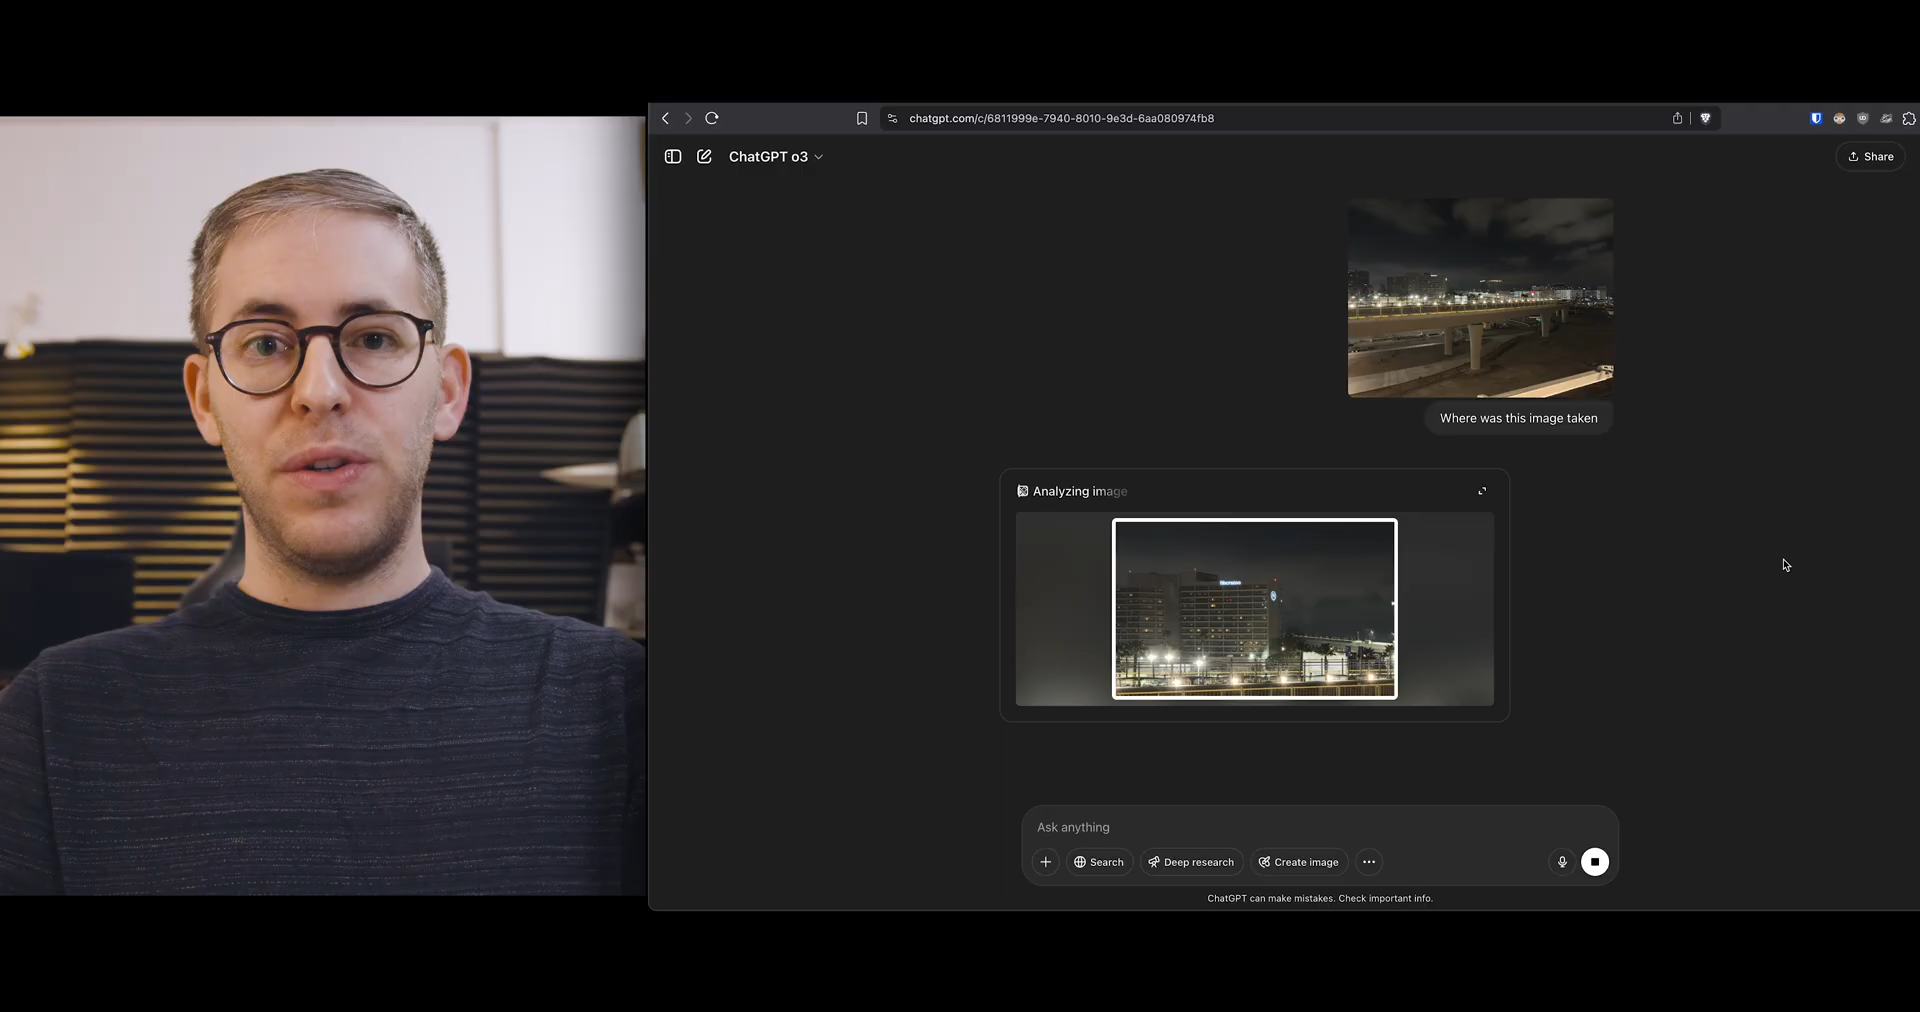 chatgpt.com/c/6811999e-7940-8010-9e3d-6aa080974fb8
ChatGPT o3
Share
Where was this image taken
Analyzing image
Ask anything
Search
Deep research
Create image
ChatGPT can make mistakes. Check important info.